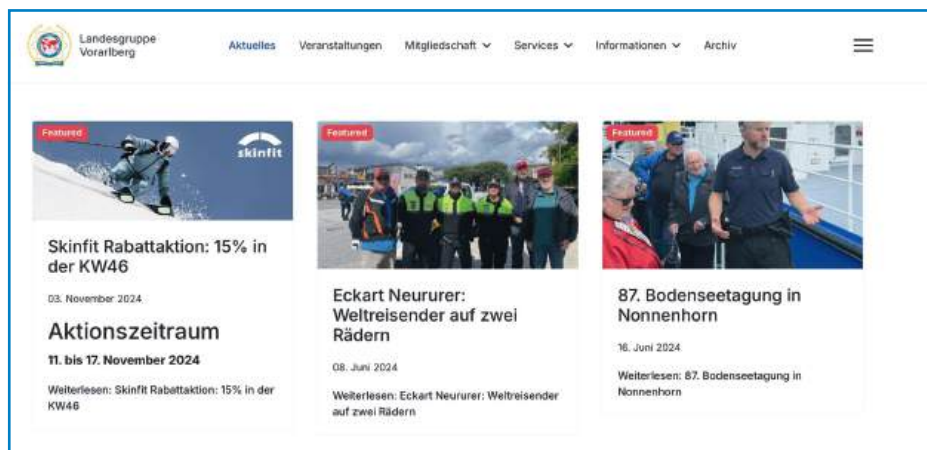 Landesgruppe
Vorarlberg
Aktuelles Veranstaltungen Mitgliedschaft Services Informationen Archiv
Featured
skinfit
Skinfit Rabattaktion: 15% in
der KW46
03. November 2024
Aktionszeitraum
11. bis 17. November 2024
Weiterlesen: Skinfit Rabattaktion: 15% in der
KW46
Featured
Eckart Neururer:
Weltreisender auf zwei
Rädern
08. Juni 2024
Weiterlesen: Eckart Neururer: Weltreisender
auf zwei Rädern
Featured
87. Bodenseetagung in
Nonnenhorn
16. Juni 2024
Weiterlesen: 87. Bodenseetagung in
Nonnenhorn